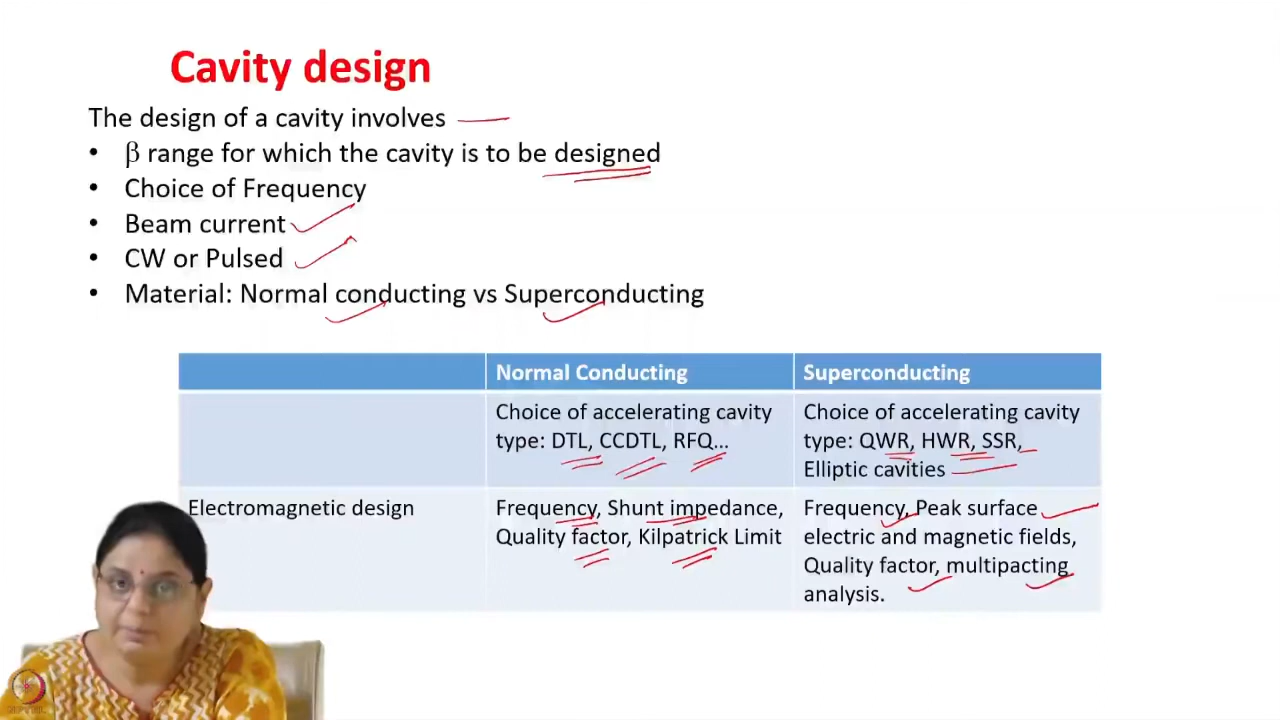 Cavity design
The design of a cavity involves
• β range for which the cavity is to be designed
• Choice of Frequency
• Beam current
• CW or Pulsed
• Material: Normal conducting vs Superconducting
Normal Conducting
Superconducting
Choice of accelerating cavity
type: DTL, CCDTL, RFQ...
Choice of accelerating cavity
type: QWR, HWR, SSR,
Elliptic cavities
Electromagnetic design
Frequency, Shunt impedance,
Quality factor, Kilpatrick Limit
Frequency, Peak surface
electric and magnetic fields,
Quality factor, multipacting
analysis.